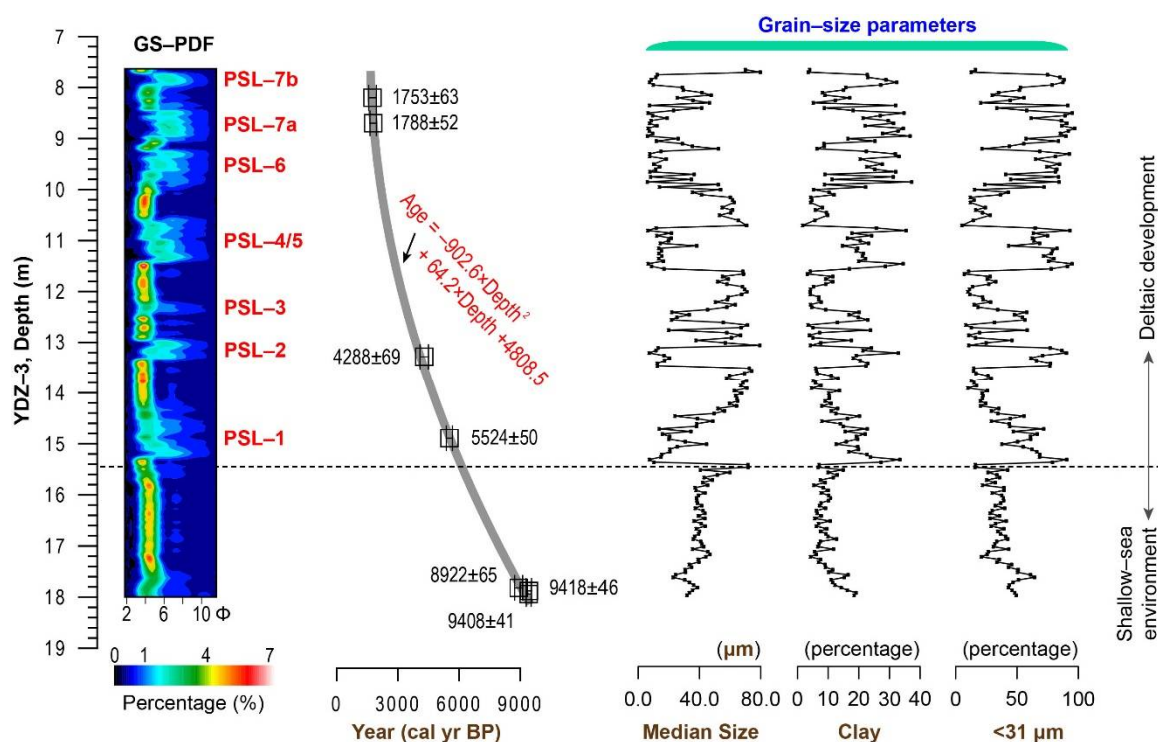 Grain–size parameters
GS–PDF
YDZ–3, Depth (m)
7
8
9
10
11
12
13
14
15
16
17
18
19
PSL–7b
PSL–7a
PSL–6
PSL–4/5
PSL–3
PSL–2
PSL–1
2 4 6 8 10 Φ
0 1 4 7
Percentage (%)
1753±63
1788±52
Age = –902.6×Depth²
+ 64.2×Depth +4808.5
4288±69
5524±50
8922±65
9418±46
9408±41
0 3000 6000 9000
Year (cal yr BP)
(μm)
0.0 40.0 80.0
Median Size
(percentage)
0 10 20 30 40
Clay
(percentage)
0 50 100
<31 μm
Deltaic development
Shallow–sea
environment